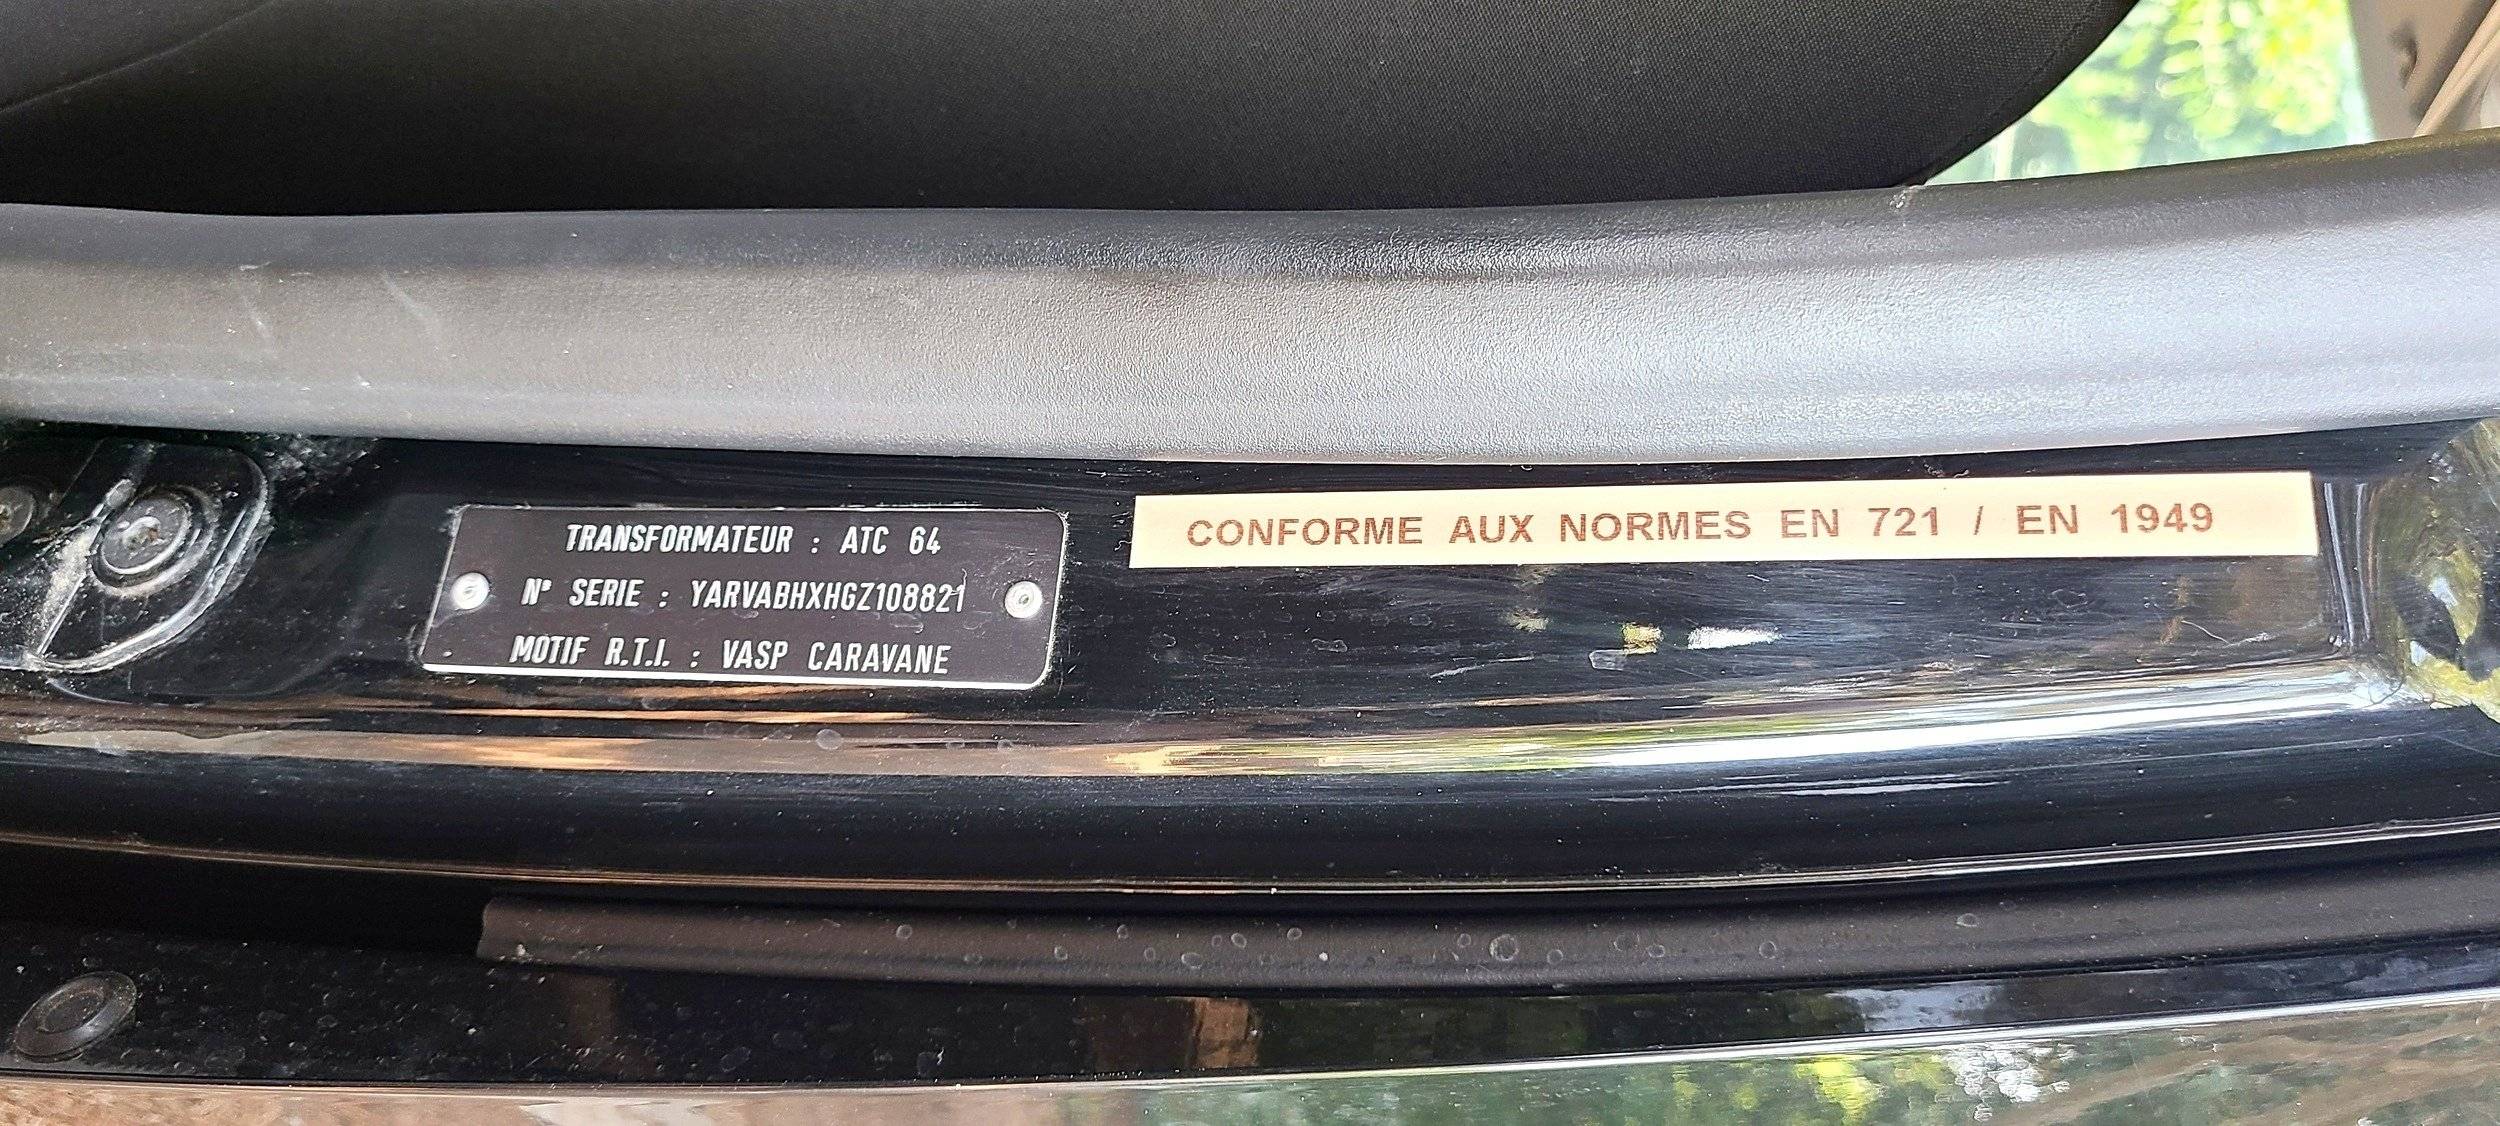 TRANSFORMATEUR : ATC 64
N° SERIE : YARVABHXHGZ108821
MOTIF R.T.I. : VASP CARAVANE
CONFORME AUX NORMES EN 721 / EN 1949